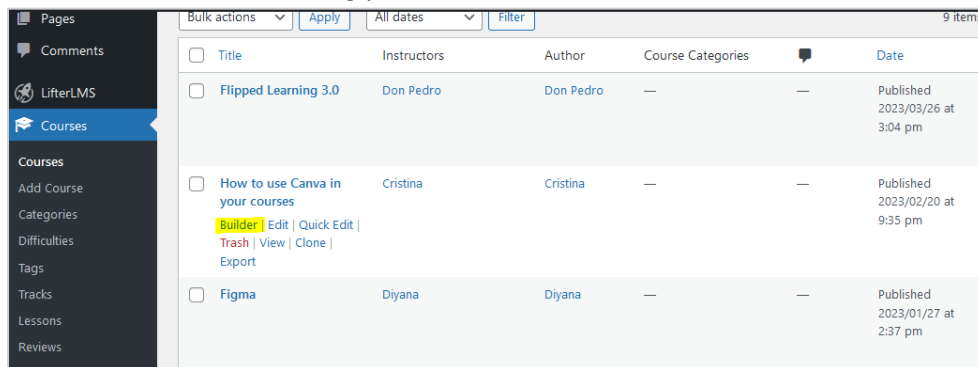 Pages
Comments
LifterLMS
Courses
Courses
Add Course
Categories
Difficulties
Tags
Tracks
Lessons
Reviews
Bulk actions Apply All dates Filter 9 items
Title Instructors Author Course Categories Date
Flipped Learning 3.0 Don Pedro Don Pedro — — Published
2023/03/26 at
3:04 pm
How to use Canva in Cristina Cristina — — Published
your courses 2023/02/20 at
Builder | Edit | Quick Edit | 9:35 pm
Trash | View | Clone |
Export
Figma Diyana Diyana — — Published
2023/01/27 at
2:37 pm